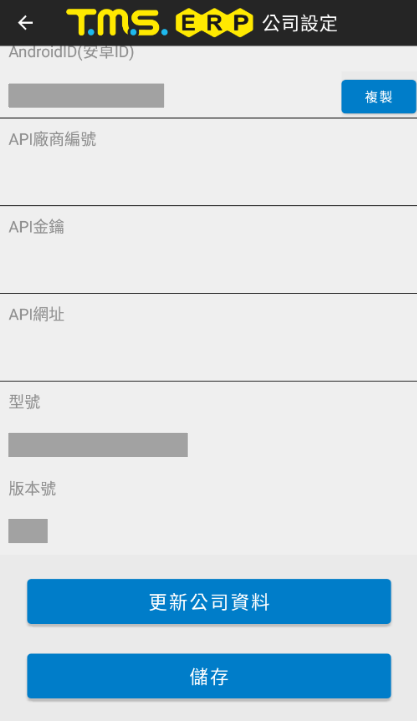 T.M.S. ERP 公司設定
AndroidID(安卓ID)
複製
API廠商編號
API金鑰
API網址
型號
版本號
更新公司資料
儲存